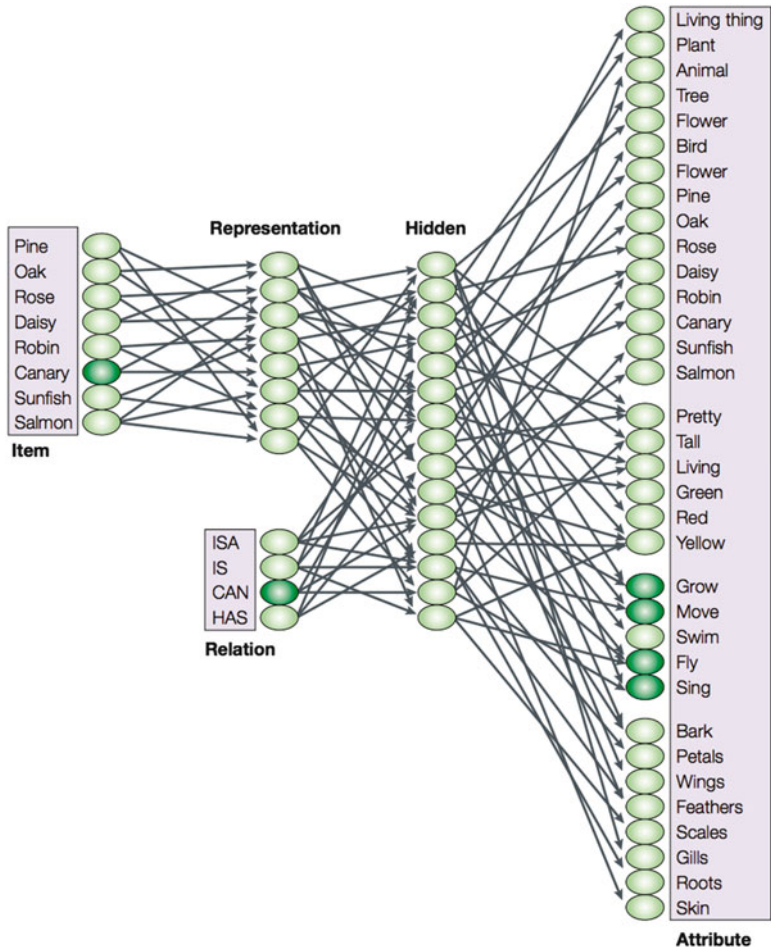 Living thing
Plant
Animal
Tree
Flower
Bird
Flower
Pine
Oak
Rose
Daisy
Robin
Canary
Sunfish
Salmon
Pretty
Tall
Living
Green
Red
Yellow
Grow
Move
Swim
Fly
Sing
Bark
Petals
Wings
Feathers
Scales
Gills
Roots
Skin
Attribute
Representation
Hidden
Pine
Oak
Rose
Daisy
Robin
Canary
Sunfish
Salmon
Item
ISA
IS
CAN
HAS
Relation